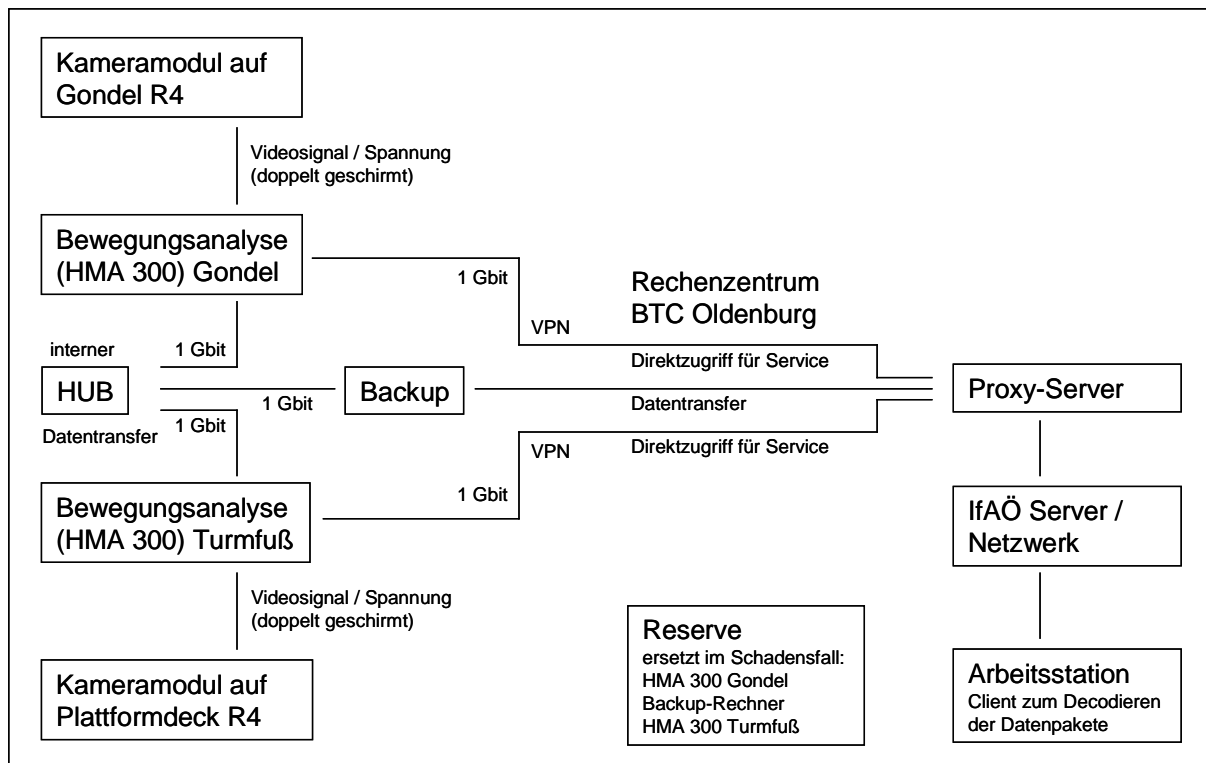 Kameramodul auf
Gondel R4
Videosignal / Spannung
(doppelt geschirmt)
Bewegungsanalyse
(HMA 300) Gondel
1 Gbit
Rechenzentrum
BTC Oldenburg
VPN
interner
1 Gbit
Direktzugriff für Service
HUB
Backup
Proxy-Server
1 Gbit
Datentransfer
Datentransfer
1 Gbit
VPN
Direktzugriff für Service
1 Gbit
Bewegungsanalyse
(HMA 300) Turmfuß
IfAÖ Server /
Netzwerk
Videosignal / Spannung
(doppelt geschirmt)
Reserve
ersetzt im Schadensfall:
HMA 300 Gondel
Backup-Rechner
HMA 300 Turmfuß
Kameramodul auf
Plattformdeck R4
Arbeitsstation
Client zum Decodieren
der Datenpakete